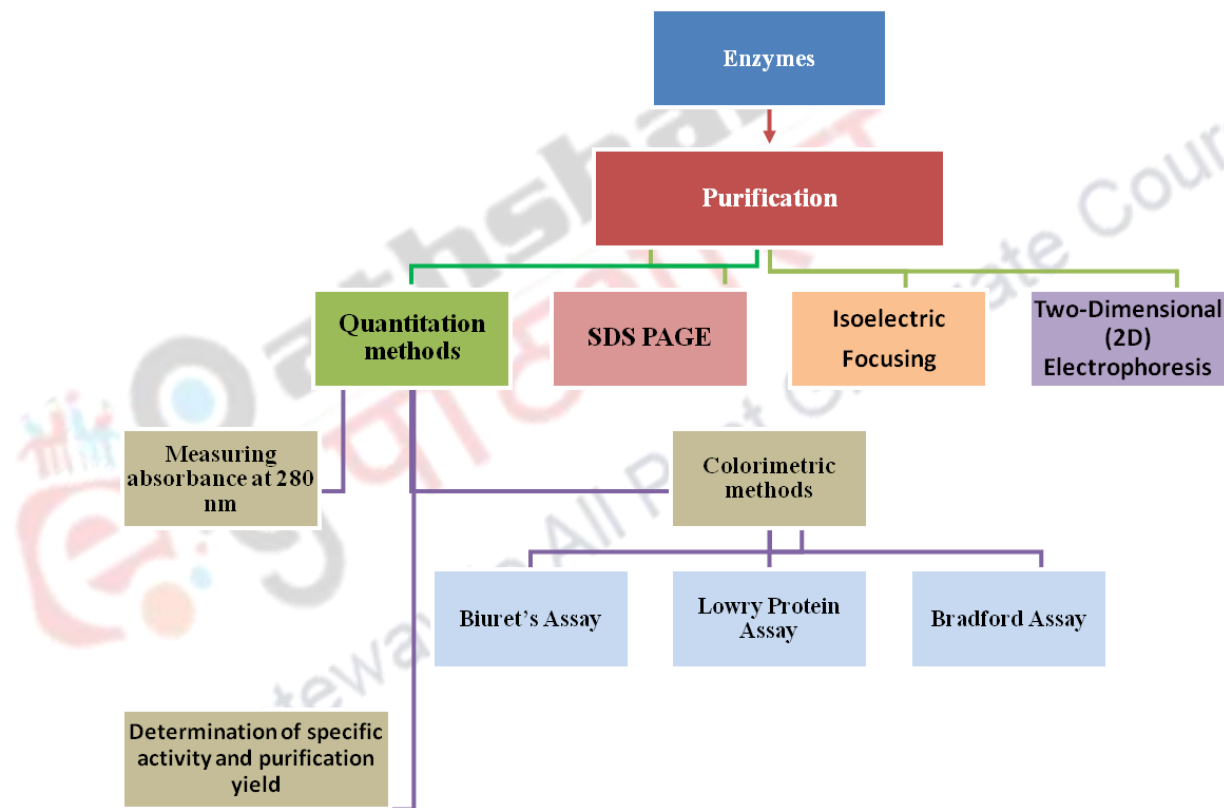 Enzymes
Purification
Quantitation
methods
SDS PAGE
Isoelectric
Focusing
Two-Dimensional
(2D)
Electrophoresis
Measuring
absorbance at 280
nm
Colorimetric
methods
Biuret's Assay
Lowry Protein
Assay
Bradford Assay
Determination of specific
activity and purification
yield